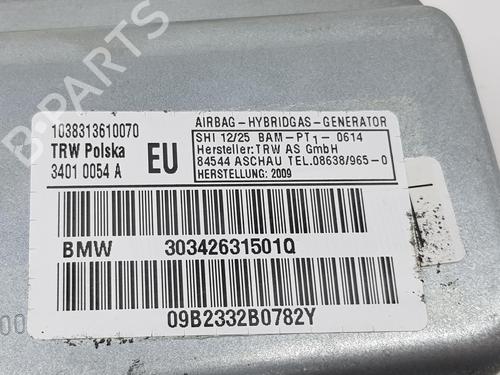 1038313610070
TRW Polska
3401 0054 A
EU
AIRBAG-HYBRIDGAS-GENERATOR
SHI 12/25 BAM-PT1-0614
Hersteller:TRW AS GmbH
84544 ASCHAU TEL.08638/965-0
HERSTELLUNG: 2009
BMW 30342631501Q
09B2332B0782Y